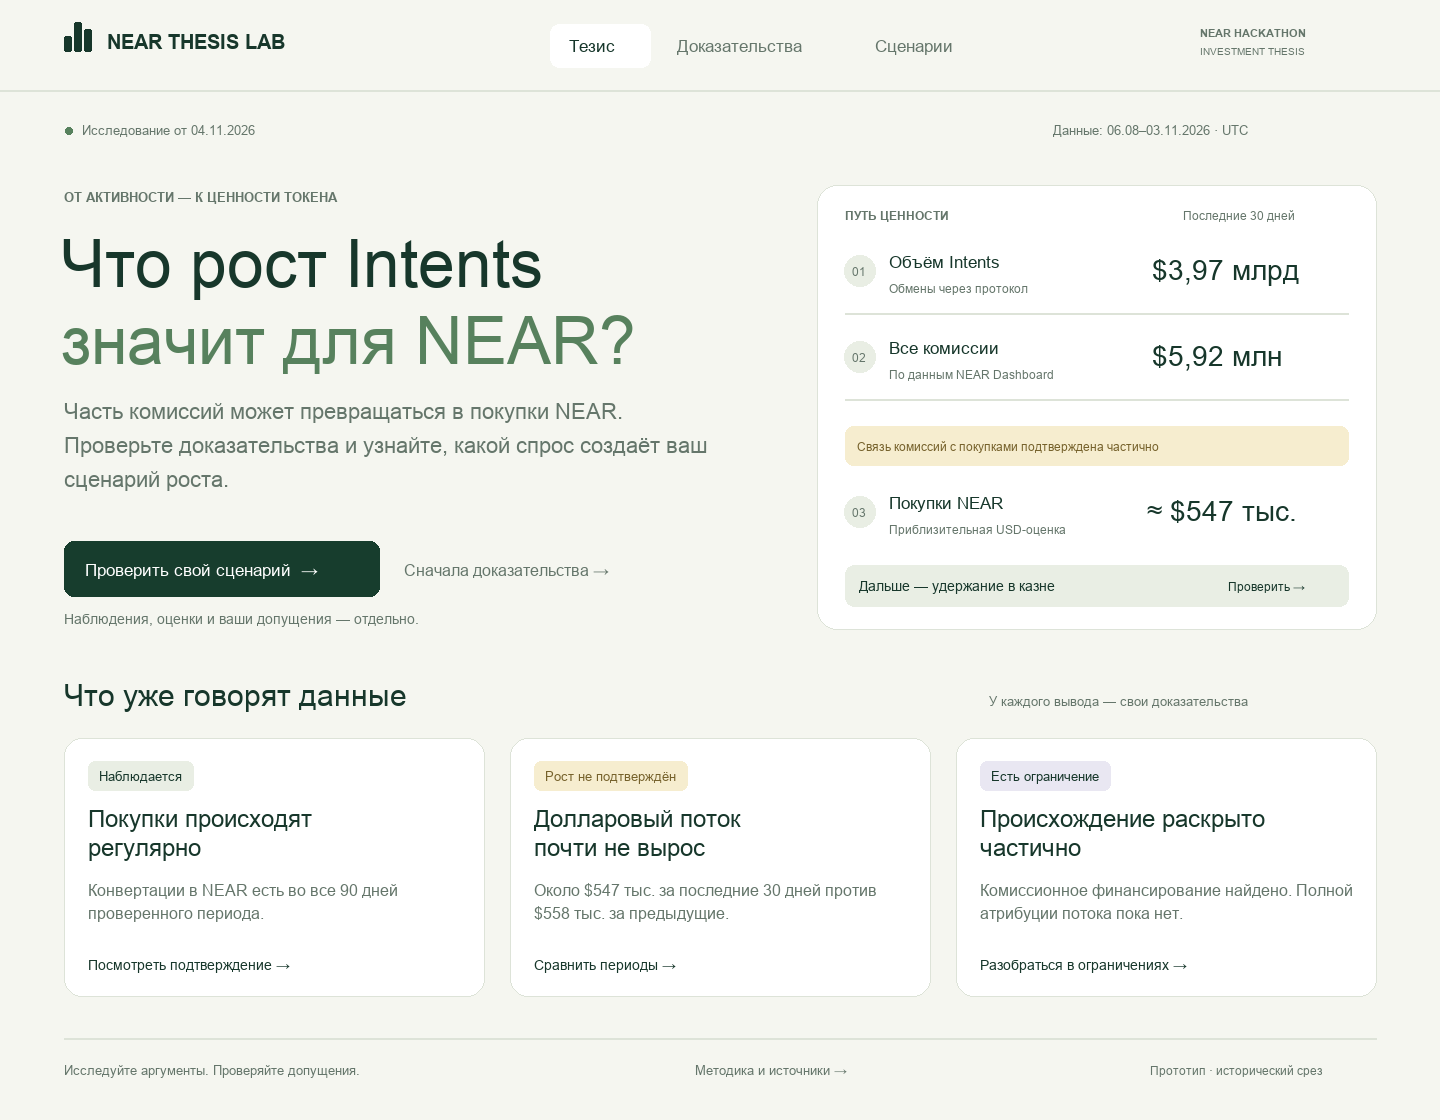 NEAR THESIS LAB
Тезис
Доказательства
Сценарии
NEAR HACKATHON
INVESTMENT THESIS
Исследование от 04.11.2026
Данные: 06.08–03.11.2026 · UTC
ОТ АКТИВНОСТИ — К ЦЕННОСТИ ТОКЕНА
Что рост Intents
значит для NEAR?
Часть комиссий может превращаться в покупки NEAR.
Проверьте доказательства и узнайте, какой спрос создаёт ваш
сценарий роста.
Проверить свой сценарий →
Сначала доказательства →
Наблюдения, оценки и ваши допущения — отдельно.
ПУТЬ ЦЕННОСТИ
Последние 30 дней
01
Объём Intents
Обмены через протокол
$3,97 млрд
02
Все комиссии
По данным NEAR Dashboard
$5,92 млн
Связь комиссий с покупками подтверждена частично
03
Покупки NEAR
Приблизительная USD-оценка
≈ $547 тыс.
Дальше — удержание в казне
Проверить →
Что уже говорят данные
У каждого вывода — свои доказательства
Наблюдается
Покупки происходят
регулярно
Конвертации в NEAR есть во все 90 дней
проверенного периода.
Посмотреть подтверждение →
Рост не подтверждён
Долларовый поток
почти не вырос
Около $547 тыс. за последние 30 дней против
$558 тыс. за предыдущие.
Сравнить периоды →
Есть ограничение
Происхождение раскрыто
частично
Комиссионное финансирование найдено. Полной
атрибуции потока пока нет.
Разобраться в ограничениях →
Исследуйте аргументы. Проверяйте допущения.
Методика и источники →
Прототип · исторический срез